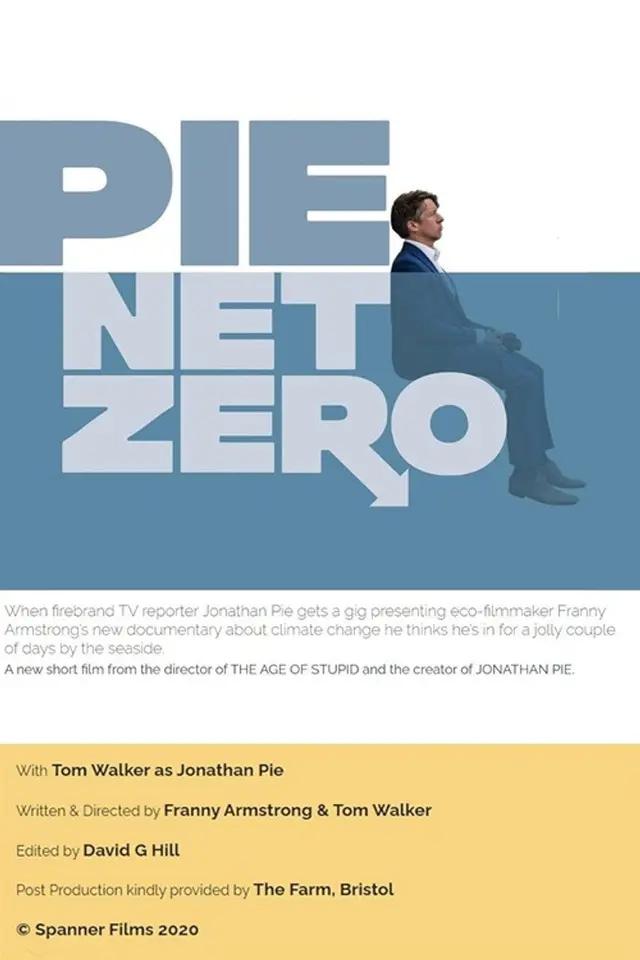 PIE
NET
ZERO
When firebrand TV reporter Jonathan Pie gets a gig presenting eco-filmmaker Franny
Armstrong's new documentary about climate change he thinks he's in for a jolly couple
of days by the seaside.
A new short film from the director of THE AGE OF STUPID and the creator of JONATHAN PIE.
With Tom Walker as Jonathan Pie
Written & Directed by Franny Armstrong & Tom Walker
Edited by David G Hill
Post Production kindly provided by The Farm, Bristol
© Spanner Films 2020